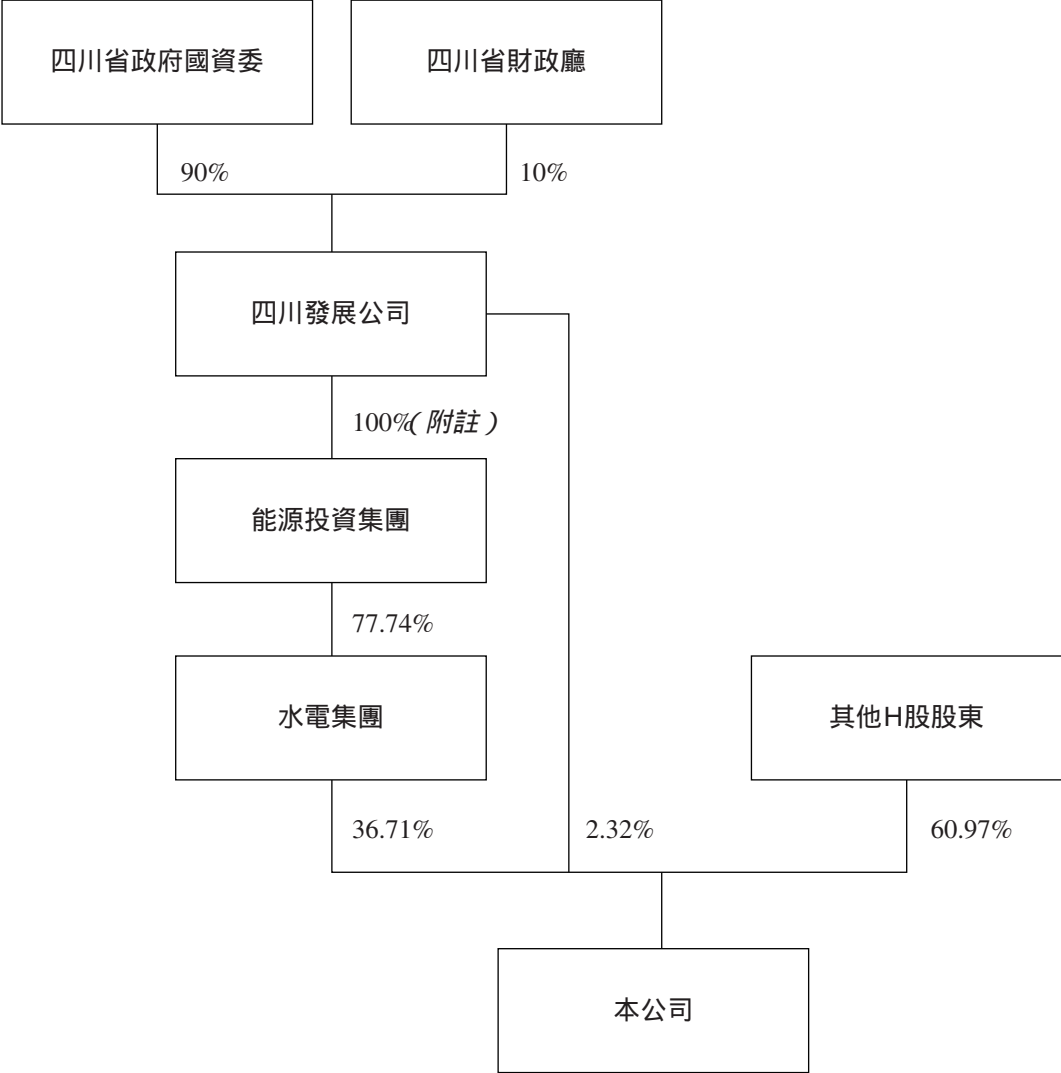 四川省政府國資委
四川省財政廳
90%
10%
四川發展公司
100%(附註)
能源投資集團
77.74%
水電集團
其他H股股東
36.71%
2.32%
60.97%
本公司